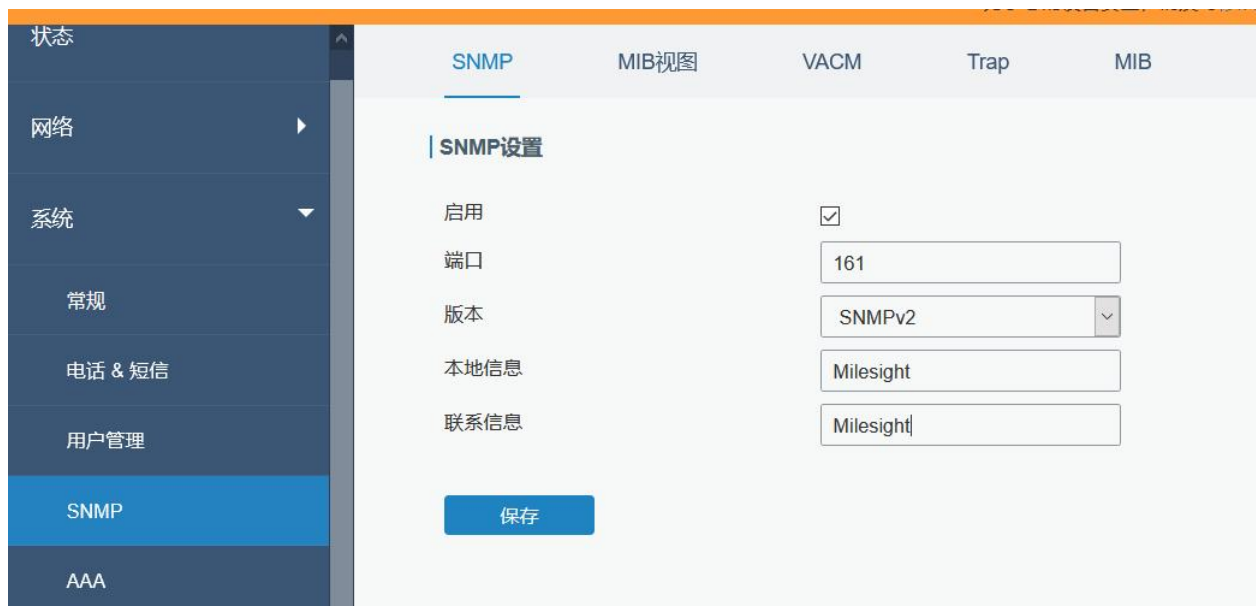 状态
网络
系统
常规
电话 & 短信
用户管理
SNMP
AAA
SNMP MIB视图 VACM Trap MIB
SNMP设置
启用
端口 161
版本 SNMPv2
本地信息 Milesight
联系信息 Milesight
保存